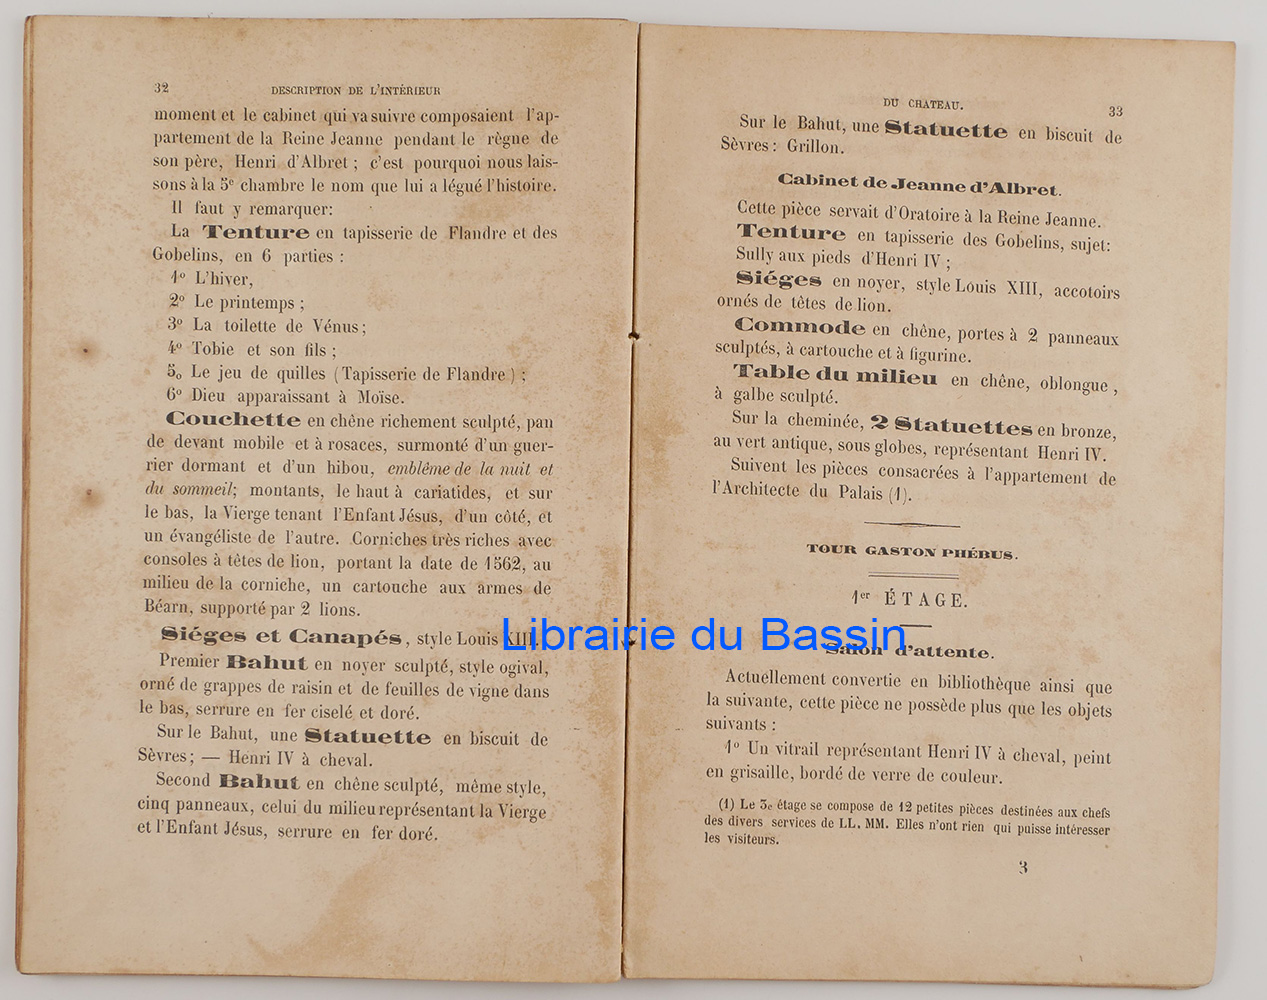 32
DESCRIPTION DE L'INTÉRIEUR
moment et le cabinet qui va suivre composaient l'ap-
partement de la Reine Jeanne pendant le règne de
son père, Henri d'Albret ; c'est pourquoi nous lais-
sons à la 5e chambre le nom que lui a légué l'histoire.
Il faut y remarquer:
La Tenture en tapisserie de Flandre et des
Gobelins, en 6 parties :
1o L'hiver,
2o Le printemps ;
3o La toilette de Vénus;
4o Tobie et son fils ;
5o Le jeu de quilles (Tapisserie de Flandre) ;
6o Dieu apparaissant à Moïse.
Couchette en chêne richement sculpté, pan
de devant mobile et à rosaces, surmonté d'un guer-
rier dormant et d'un hibou, emblême de la nuit et
du sommeil; montants, le haut à cariatides, et sur
le bas, la Vierge tenant l'Enfant Jésus, d'un côté, et
un évangéliste de l'autre. Corniches très riches avec
consoles à têtes de lion, portant la date de 1562, au
milieu de la corniche, un cartouche aux armes de
Béarn, supporté par 2 lions.
Siéges et Canapés, style Louis XIII.
Premier Bahut en noyer sculpté, style ogival,
orné de grappes de raisin et de feuilles de vigne dans
le bas, serrure en fer ciselé et doré.
Sur le Bahut, une Statuette en biscuit de
Sèvres; — Henri IV à cheval.
Second Bahut en chêne sculpté, même style,
cinq panneaux, celui du milieu représentant la Vierge
et l'Enfant Jésus, serrure en fer doré.
DU CHATEAU.
33
Sur le Bahut, une Statuette en biscuit de
Sèvres: Grillon.
Cabinet de Jeanne d'Albret.
Cette pièce servait d'Oratoire à la Reine Jeanne.
Tenture en tapisserie des Gobelins, sujet:
Sully aux pieds d'Henri IV ;
Siéges en noyer, style Louis XIII, accotoirs
ornés de têtes de lion.
Commode en chêne, portes à 2 panneaux
sculptés, à cartouche et à figurine.
Table du milieu en chêne, oblongue ,
à galbe sculpté.
Sur la cheminée, 2 Statuettes en bronze,
au vert antique, sous globes, représentant Henri IV.
Suivent les pièces consacrées à l'appartement de
l'Architecte du Palais (1).
TOUR GASTON PHÉBUS.
1er ÉTAGE.
Salon d'attente.
Actuellement convertie en bibliothèque ainsi que
la suivante, cette pièce ne possède plus que les objets
suivants :
1o Un vitrail représentant Henri IV à cheval, peint
en grisaille, bordé de verre de couleur.
(1) Le 3e étage se compose de 12 petites pièces destinées aux chefs
des divers services de LL. MM. Elles n'ont rien qui puisse intéresser
les visiteurs.
3
Librairie du Bassin